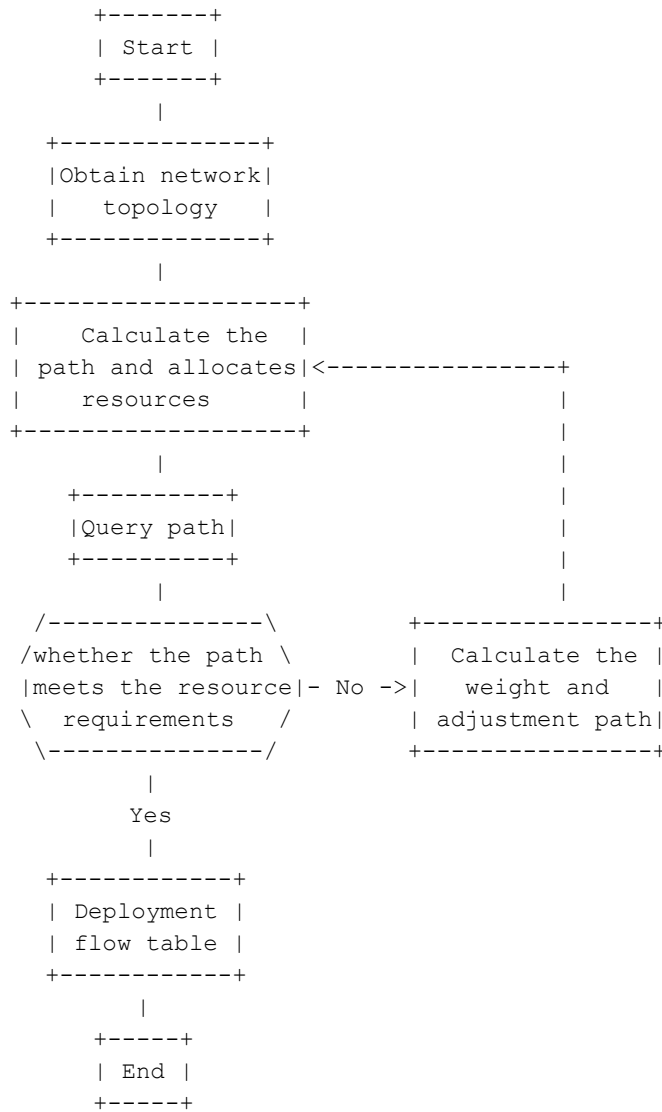 Start
Obtain network
topology
Calculate the
path and allocates
resources
Query path
whether the path
meets the resource
requirements
No
Calculate the
weight and
adjustment path
Yes
Deployment
flow table
End